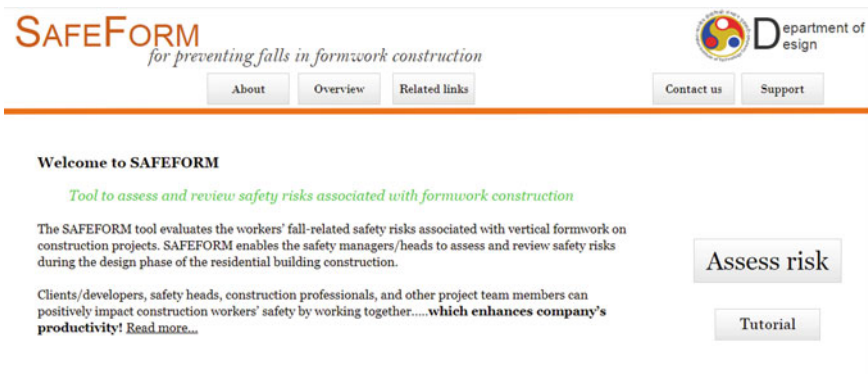 SAFEFORM
for preventing falls in formwork construction
Department of
Design
About
Overview
Related links
Contact us
Support
Welcome to SAFEFORM
Tool to assess and review safety risks associated with formwork construction
The SAFEFORM tool evaluates the workers' fall-related safety risks associated with vertical formwork on
construction projects. SAFEFORM enables the safety managers/heads to assess and review safety risks
during the design phase of the residential building construction.
Clients/developers, safety heads, construction professionals, and other project team members can
positively impact construction workers' safety by working together.....which enhances company's
productivity! Read more...
Assess risk
Tutorial